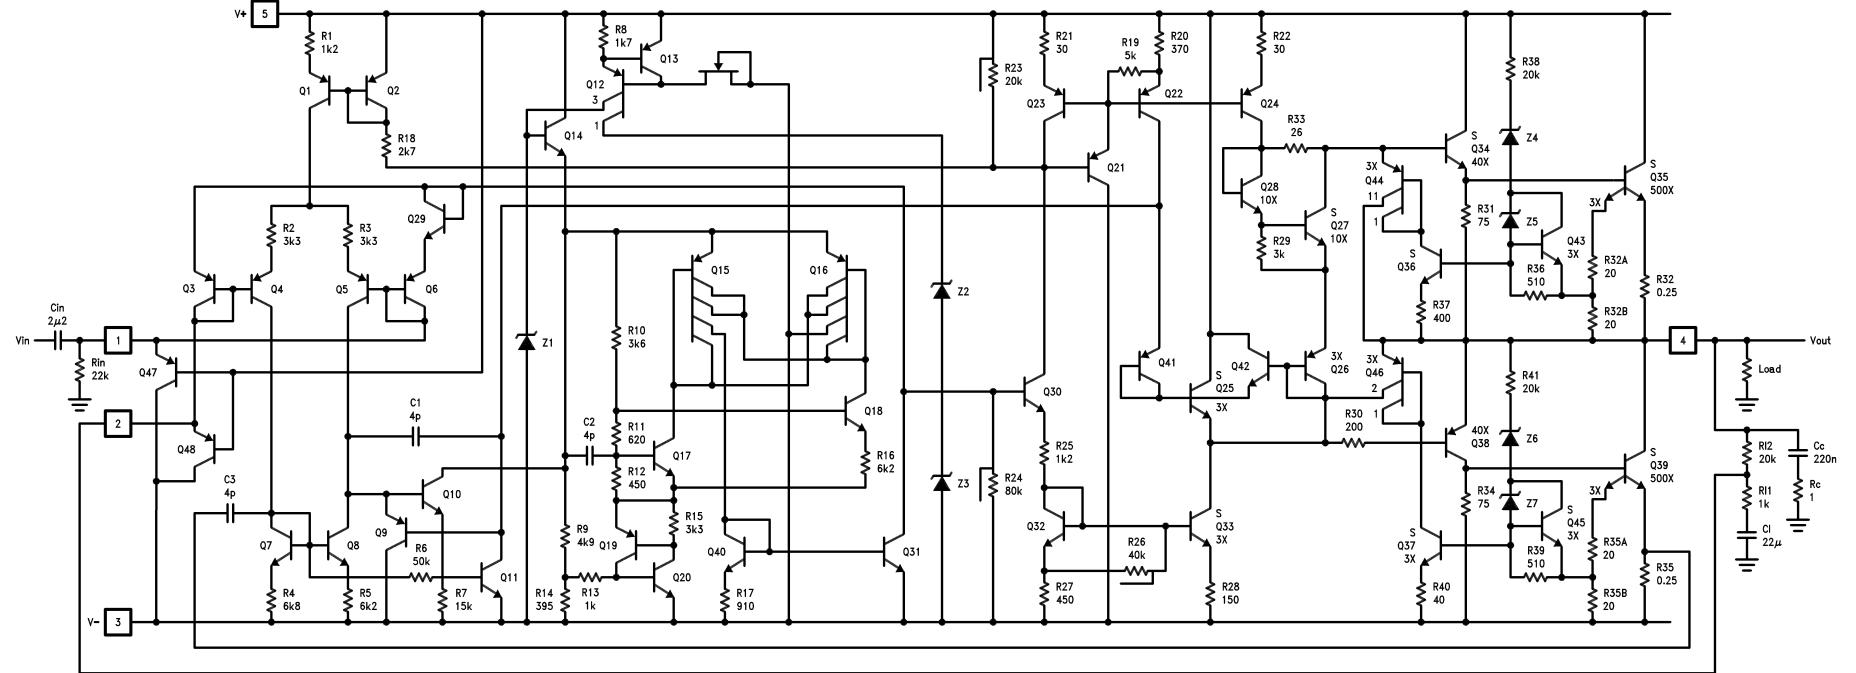 V+ 5
R1
1k2
Q1
Q2
R18
2k7
R8
1k7
Q13
Q12
3
1
Q14
R23
20k
R21
30
Q23
R19
5k
R20
370
Q22
R22
30
Q24
Q21
R33
26
Q28
10X
R29
3k
S
Q27
10X
3X
Q44
11
1
S
Q34
40X
R31
75
R38
20k
Z4
Z5
Q43
3X
R36
510
S
Q35
500X
3X
R32A
20
R32B
20
R32
0.25
S
Q36
R37
400
Q29
R2
3k3
R3
3k3
Q3
Q4
Q5
Q6
Cin
2μ2
Vin
1
Rin
22k
Q47
2
Q48
C3
4p
C1
4p
Q7
Q8
Q9
Q10
R6
50k
Q11
R4
6k8
R5
6k2
R7
15k
V- 3
Z1
R10
3k6
Q15
Q16
Z2
C2
4p
R11
620
R12
450
Q17
Q18
R16
6k2
R9
4k9
Q19
R15
3k3
Q40
Q20
R14
395
R13
1k
R17
910
Q31
Z3
R24
80k
Q30
R25
1k2
Q32
R26
40k
R27
450
Q41
S
Q25
3X
Q42
3X
Q26
R30
200
S
Q33
3X
R28
150
3X
Q46
2
1
40X
Q38
R34
75
R41
20k
Z6
Z7
S
Q45
3X
R39
510
S
Q37
3X
R40
40
S
Q39
500X
3X
R35A
20
R35B
20
R35
0.25
4
Vout
Load
Rl2
20k
Rl1
1k
Cl
22μ
Cc
220n
Rc
1